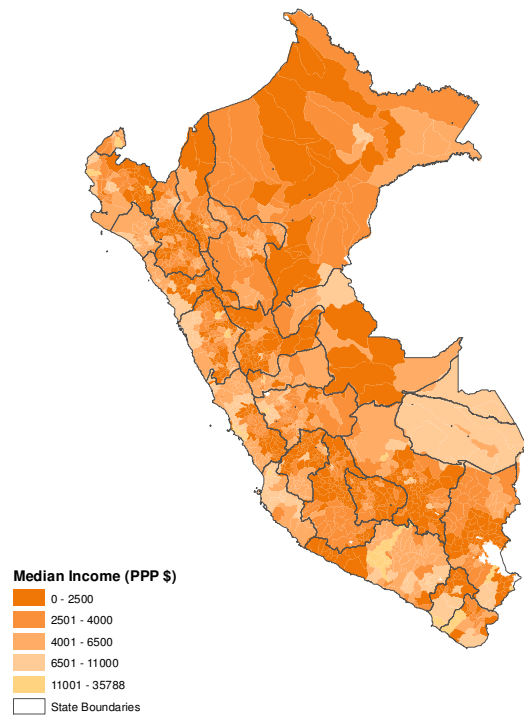 Median Income (PPP $)
0 - 2500
2501 - 4000
4001 - 6500
6501 - 11000
11001 - 35788
State Boundaries